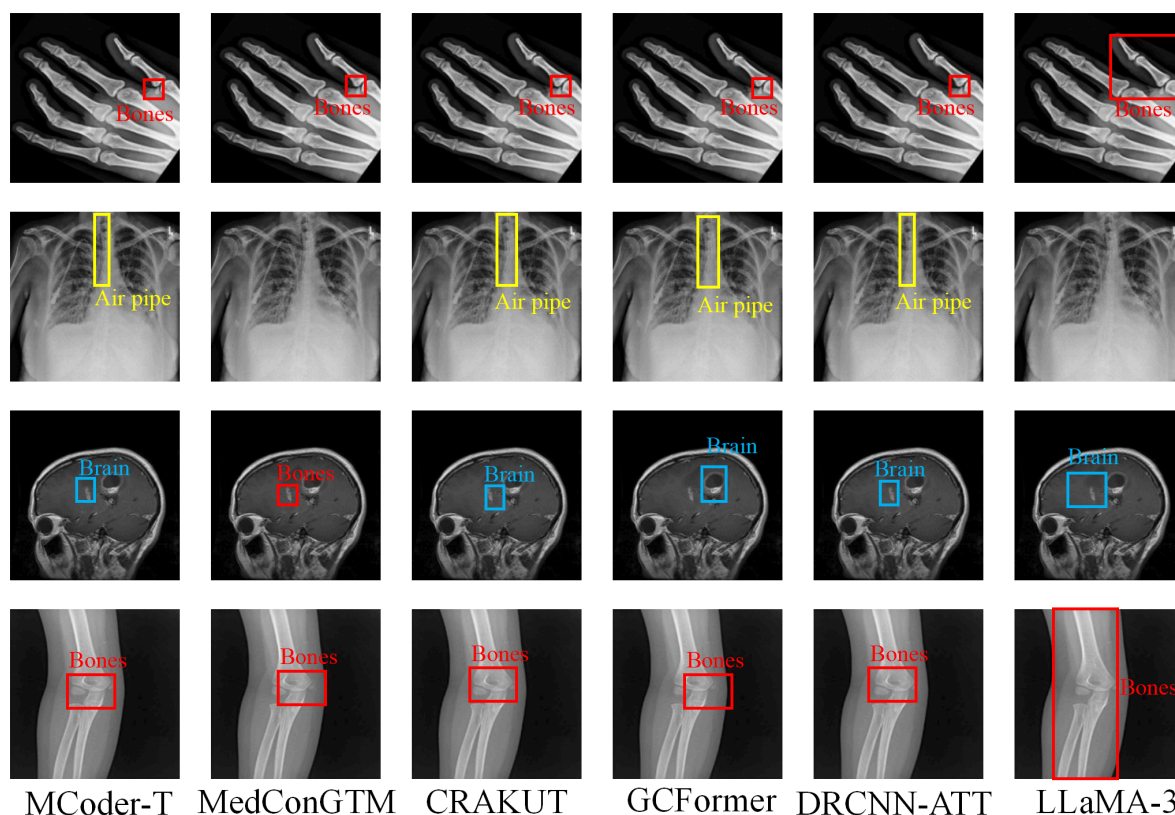 Bones Bones Bones Bones Bones Bones
Air pipe Air pipe Air pipe Air pipe
Brain Bones Brain Brain Brain Brain
Bones Bones Bones Bones Bones Bones
MCoder-T MedConGTM CRAKUT GCFormer DRCNN-ATT LLaMA-3